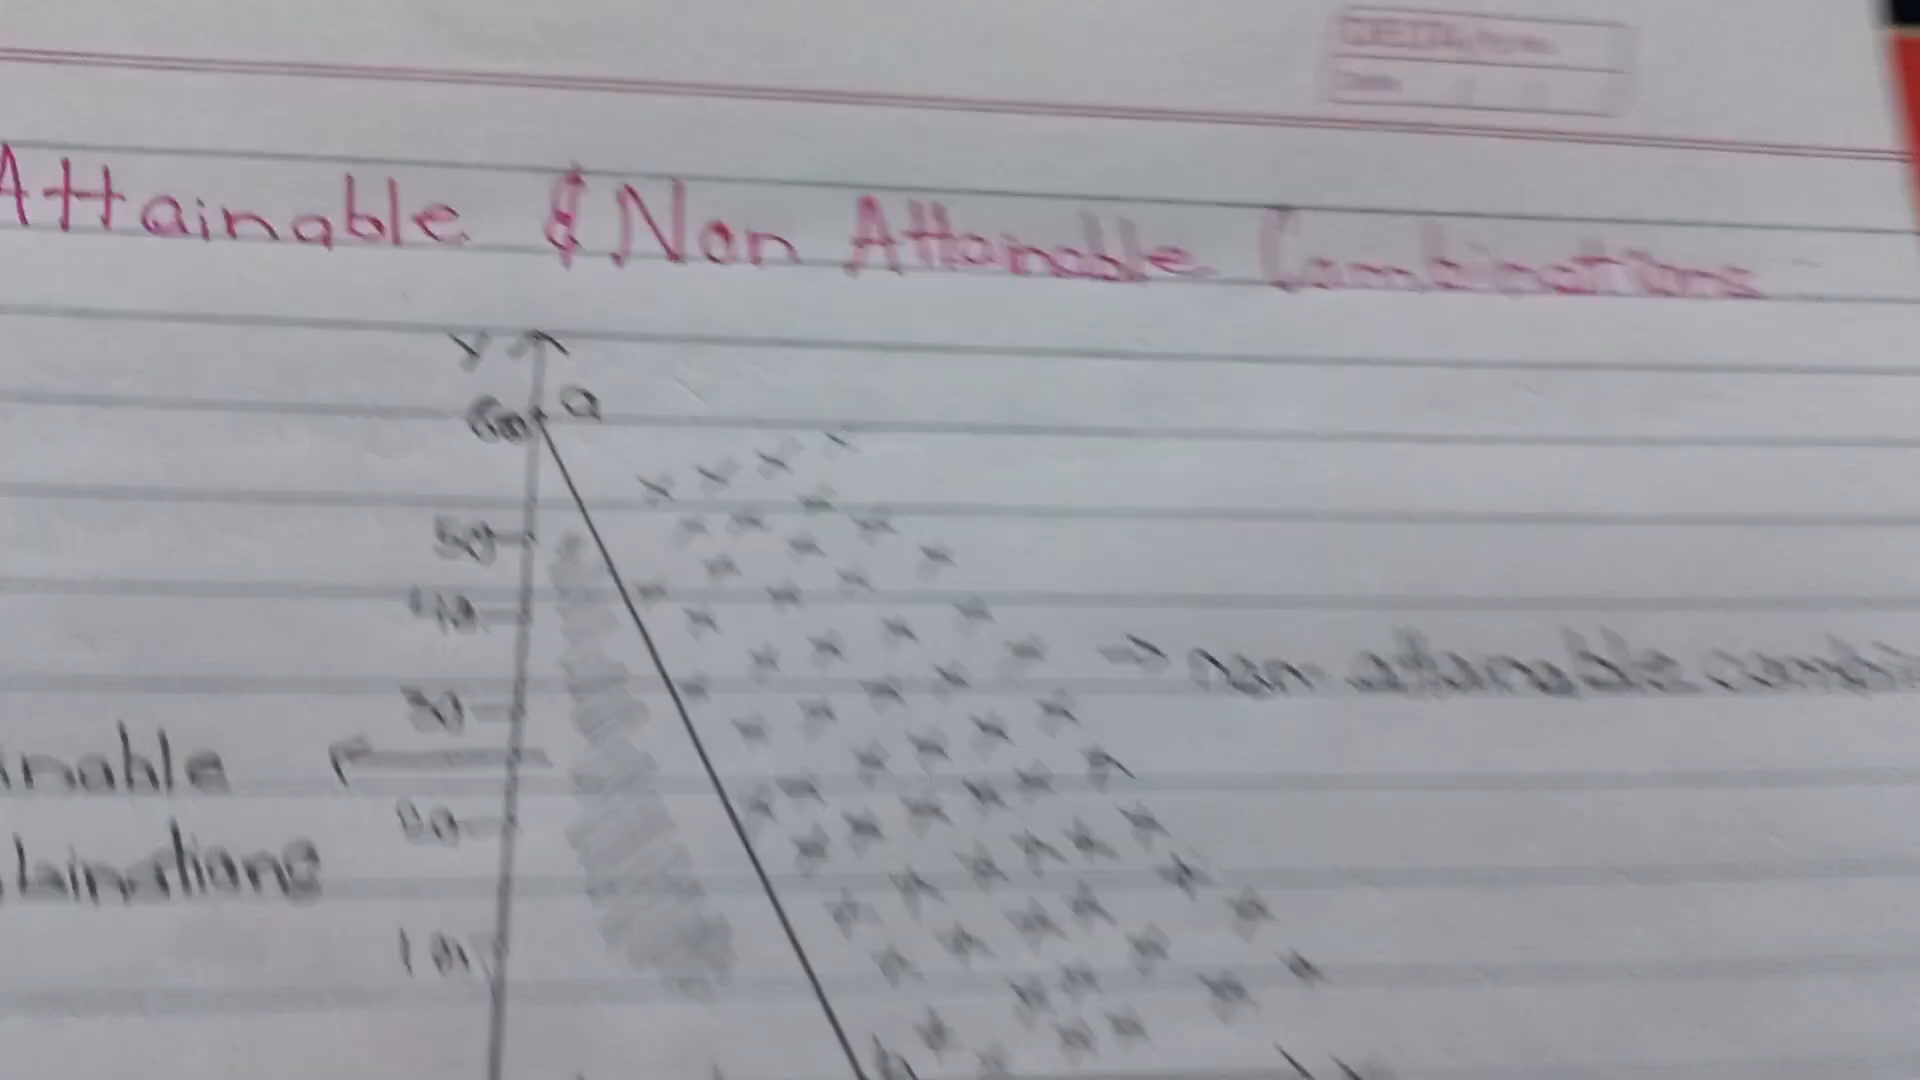 Attainable & Non Attainable Combinations
Y
60 a
50
40
30
non attainable combi
inable
20
binations
10
b